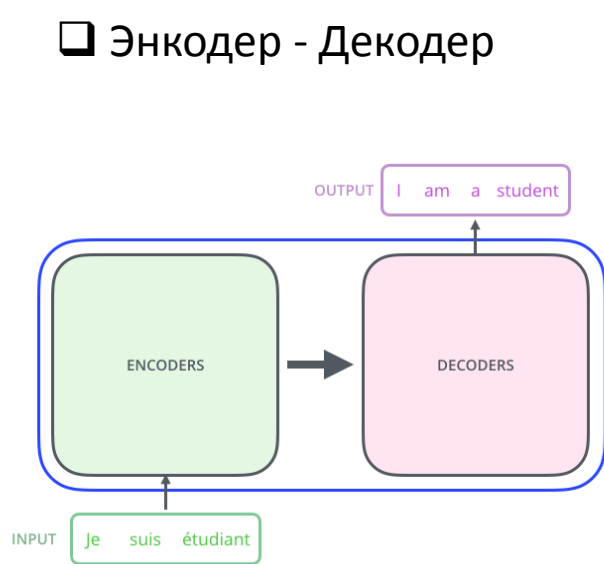 ❑ Энкодер - Декодер
OUTPUT I am a student
ENCODERS
DECODERS
INPUT Je suis étudiant